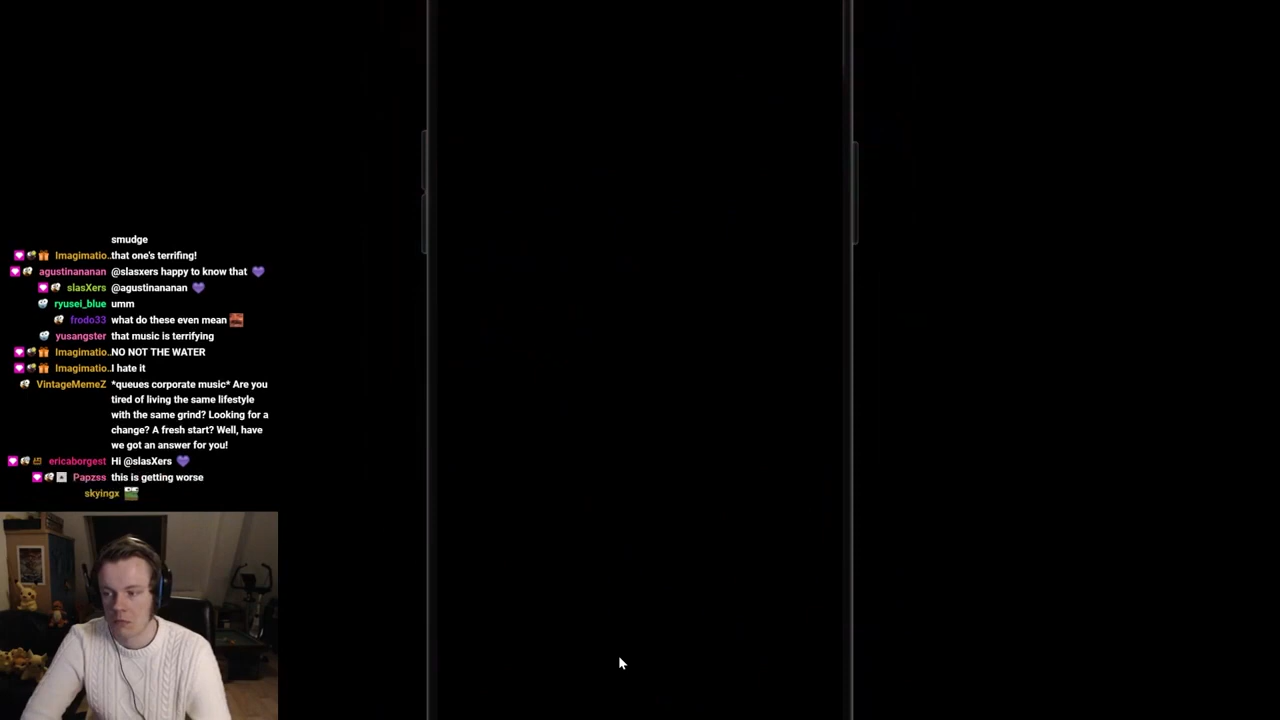 smudge
Imagimatio.. that one's terrifing!
agustinananan @slasxers happy to know that
slasXers @agustinananan
ryusei_blue umm
frodo33 what do these even mean
yusangster that music is terrifying
Imagimatio.. NO NOT THE WATER
Imagimatio.. I hate it
VintageMemeZ *queues corporate music* Are you
tired of living the same lifestyle
with the same grind? Looking for a
change? A fresh start? Well, have
we got an answer for you!
ericaborgest Hi @slasXers
Papzss this is getting worse
skyingx